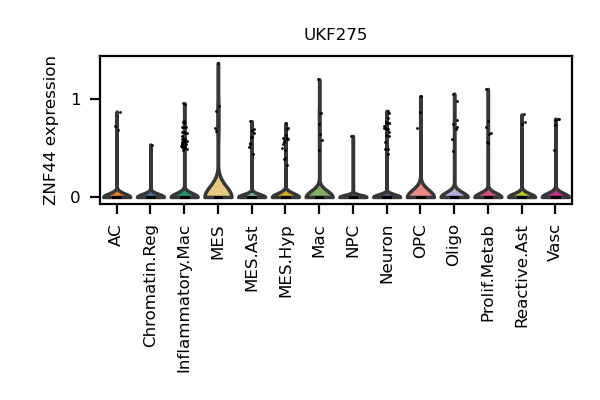 UKF275
ZNF44 expression
1
0
AC
Chromatin.Reg
Inflammatory.Mac
MES
MES.Ast
MES.Hyp
Mac
NPC
Neuron
OPC
Oligo
Prolif.Metab
Reactive.Ast
Vasc